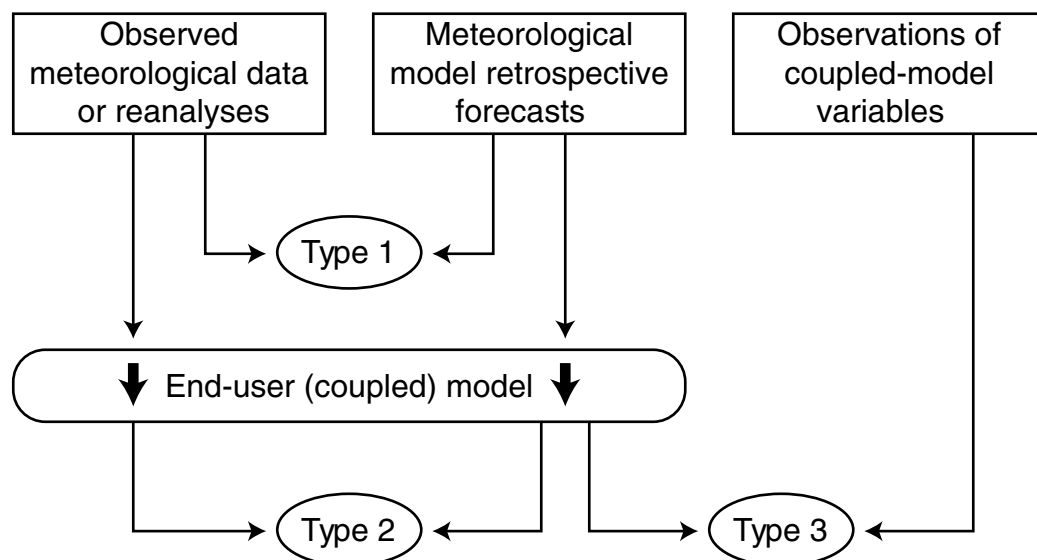 Observed
meteorological data
or reanalyses
Meteorological
model retrospective
forecasts
Observations of
coupled-model
variables
Type 1
End-user (coupled) model
Type 2
Type 3